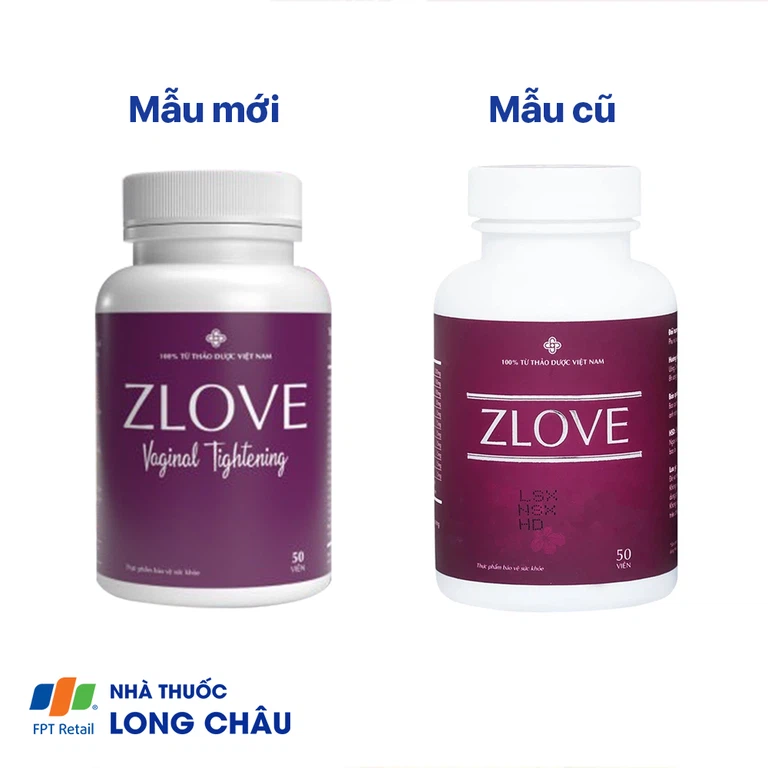 Mẫu mới
Mẫu cũ
100% TỪ THẢO DƯỢC VIỆT NAM
ZLOVE
Vaginal Tightening
Thực phẩm bảo vệ sức khỏe
50
VIÊN
100% TỪ THẢO DƯỢC VIỆT NAM
ZLOVE
LSX
NSX
HD
Thực phẩm bảo vệ sức khỏe
50
VIÊN
FPT Retail
NHÀ THUỐC
LONG CHÂU